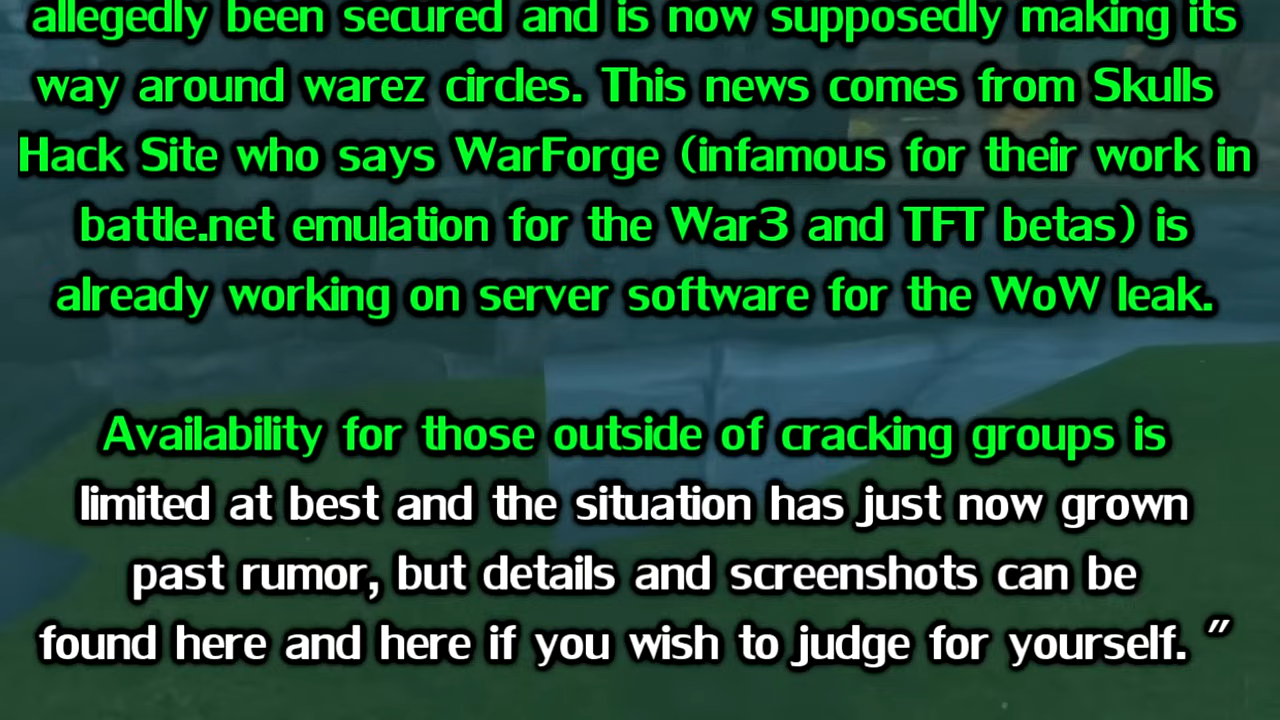 allegedly been secured and is now supposedly making its
way around warez circles. This news comes from Skulls
Hack Site who says WarForge (infamous for their work in
battle.net emulation for the War3 and TFT betas) is
already working on server software for the WoW leak.
Availability for those outside of cracking groups is
limited at best and the situation has just now grown
past rumor, but details and screenshots can be
found here and here if you wish to judge for yourself. "